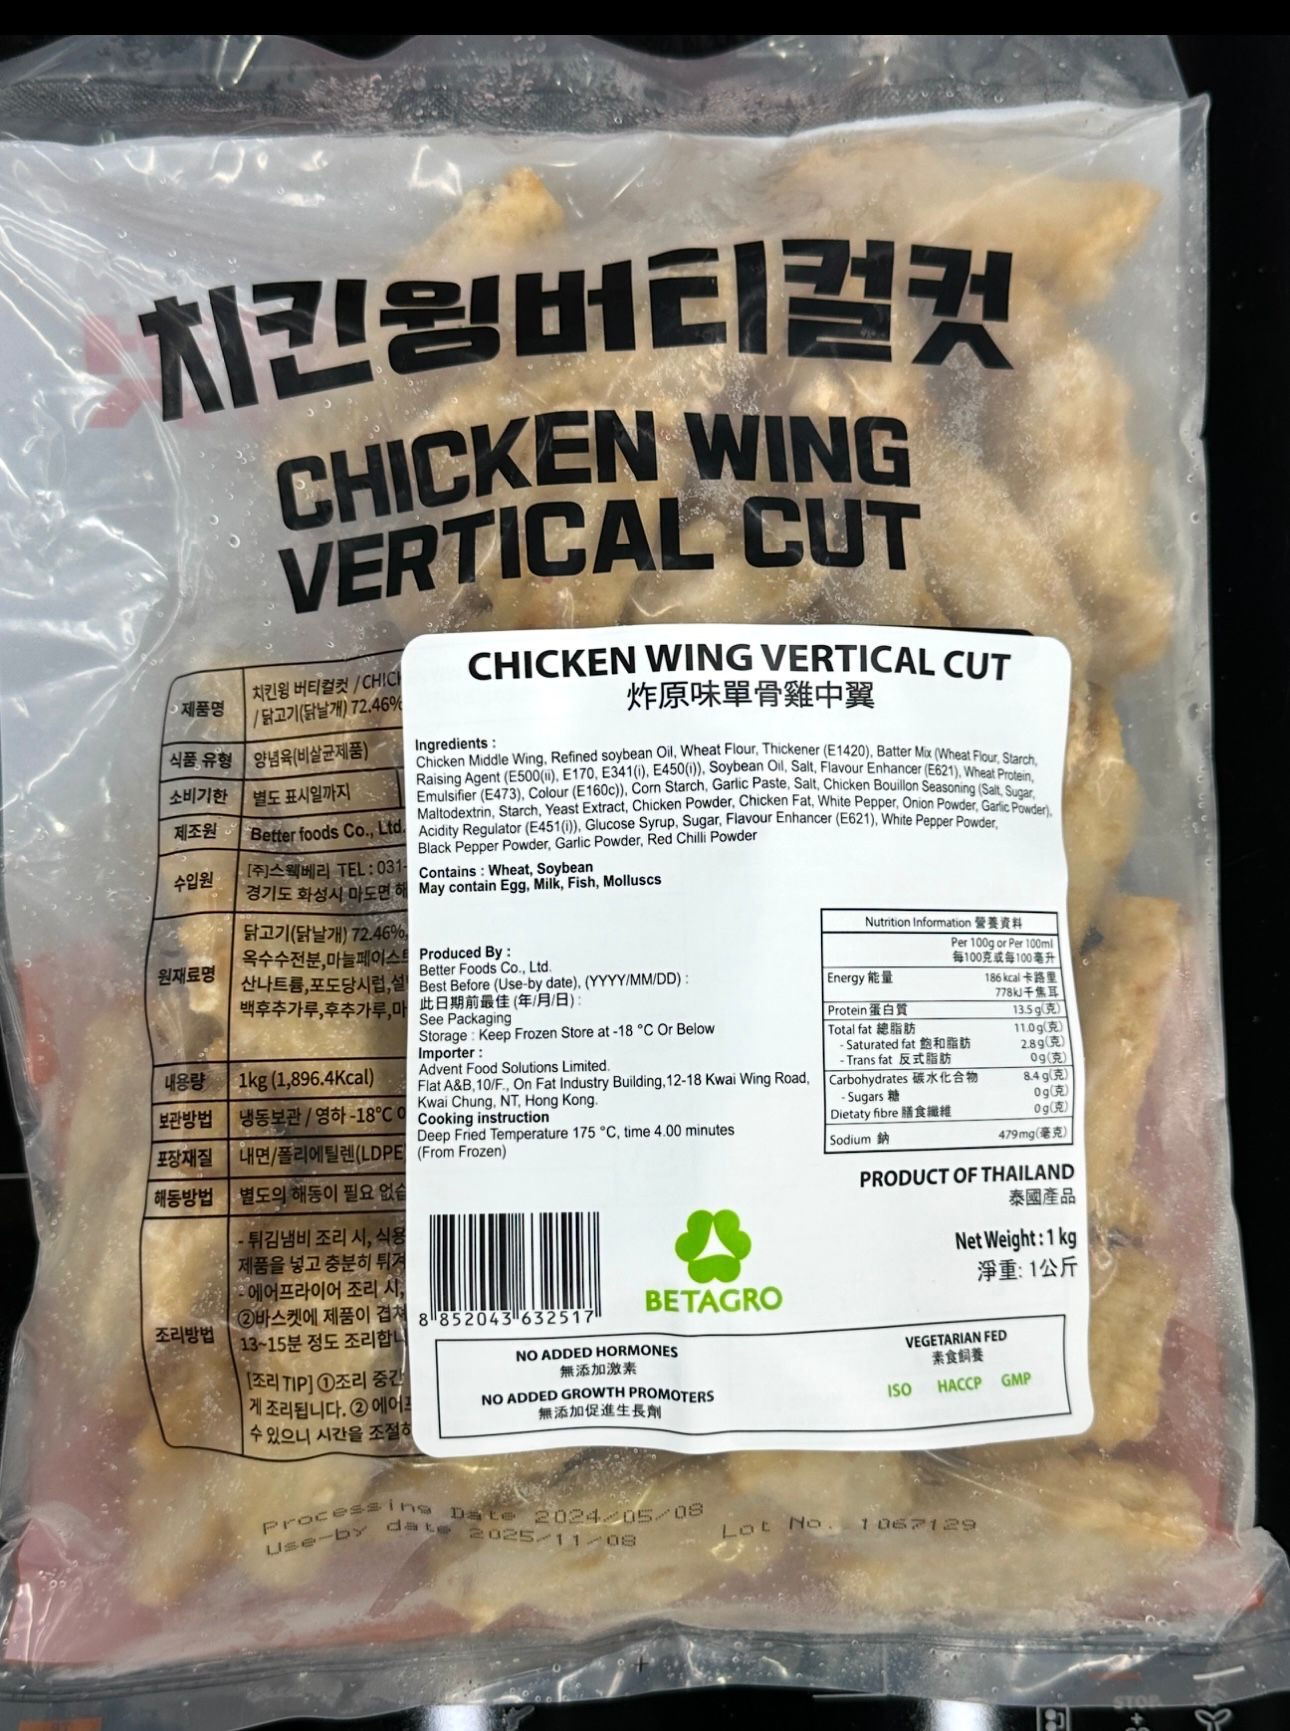 치킨윙버티컬컷
CHICKEN WING
VERTICAL CUT
제품명
치킨윙 버티컬컷 / CHICK
/ 닭고기(닭날개) 72.46%
식품 유형
양념육(비살균제품)
소비기한
별도 표시일까지
제조원
Better foods Co., Ltd.
수입원
[주]스웩베리 TEL : 031-
경기도 화성시 마도면 해
원재료명
닭고기(닭날개) 72.46%,
옥수수전분,마늘페이스트
산나트륨,포도당시럽,설
백후추가루,후추가루,마
내용량
1kg (1,896.4Kcal)
보관방법
냉동보관 / 영하 -18℃ 이
포장재질
내면/폴리에틸렌(LDPE
해동방법
별도의 해동이 필요 없습
조리방법
- 튀김냄비 조리 시, 식용
제품을 넣고 충분히 튀겨
- 에어프라이어 조리 시,
②바스켓에 제품이 겹쳐
13~15분 정도 조리합니
[조리 TIP] ①조리 중간
게 조리됩니다. ② 에어프
수 있으니 시간을 조절하
CHICKEN WING VERTICAL CUT
炸原味單骨雞中翼
Ingredients :
Chicken Middle Wing, Refined soybean Oil, Wheat Flour, Thickener (E1420), Batter Mix (Wheat Flour, Starch,
Raising Agent (E500(ii), E170, E341(i), E450(i)), Soybean Oil, Salt, Flavour Enhancer (E621), Wheat Protein,
Emulsifier (E473), Colour (E160c)), Corn Starch, Garlic Paste, Salt, Chicken Bouillon Seasoning (Salt, Sugar,
Maltodextrin, Starch, Yeast Extract, Chicken Powder, Chicken Fat, White Pepper, Onion Powder, Garlic Powder),
Acidity Regulator (E451(i)), Glucose Syrup, Sugar, Flavour Enhancer (E621), White Pepper Powder,
Black Pepper Powder, Garlic Powder, Red Chilli Powder
Contains : Wheat, Soybean
May contain Egg, Milk, Fish, Molluscs
Produced By :
Better Foods Co., Ltd.
Best Before (Use-by date), (YYYY/MM/DD) :
此日期前最佳 (年/月/日) :
See Packaging
Storage : Keep Frozen Store at -18 °C Or Below
Importer :
Advent Food Solutions Limited.
Flat A&B,10/F., On Fat Industry Building,12-18 Kwai Wing Road,
Kwai Chung, NT, Hong Kong.
Cooking instruction
Deep Fried Temperature 175 °C, time 4.00 minutes
(From Frozen)
Nutrition Information 營養資料
Per 100g or Per 100ml
每100克或每100毫升
Energy 能量 186 kcal 卡路里
778kJ千焦耳
Protein 蛋白質 13.5 g(克)
Total fat 總脂肪 11.0 g(克)
- Saturated fat 飽和脂肪 2.8 g(克)
- Trans fat 反式脂肪 0 g(克)
Carbohydrates 碳水化合物 8.4 g(克)
- Sugars 糖 0 g(克)
Dietaty fibre 膳食纖維 0 g(克)
Sodium 鈉 479mg(毫克)
PRODUCT OF THAILAND
泰國產品
Net Weight : 1 kg
淨重: 1公斤
8 852043 632517
BETAGRO
NO ADDED HORMONES
無添加激素
NO ADDED GROWTH PROMOTERS
無添加促進生長劑
VEGETARIAN FED
素食飼養
ISO HACCP GMP
Processing Date 2024/05/08
Use-by date 2025/11/08
Lot No. 1067129
STOP